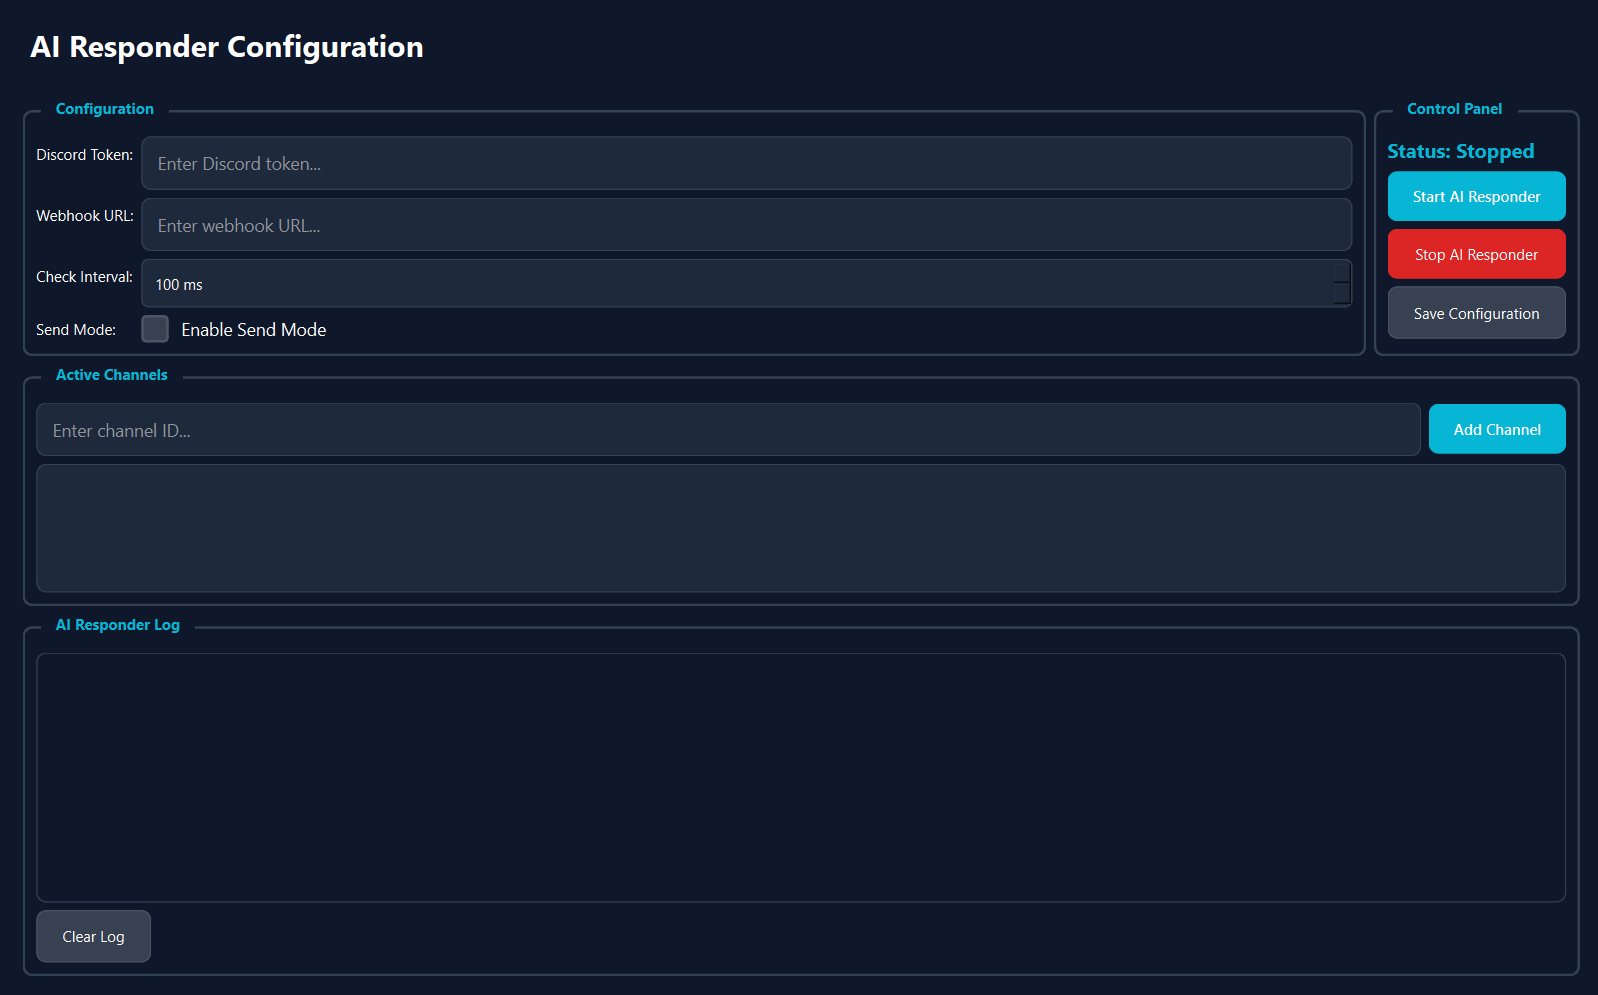 AI Responder Configuration
Configuration
Discord Token:
Enter Discord token...
Webhook URL:
Enter webhook URL...
Check Interval:
100 ms
Send Mode:
Enable Send Mode
Control Panel
Status: Stopped
Start AI Responder
Stop AI Responder
Save Configuration
Active Channels
Enter channel ID...
Add Channel
AI Responder Log
Clear Log